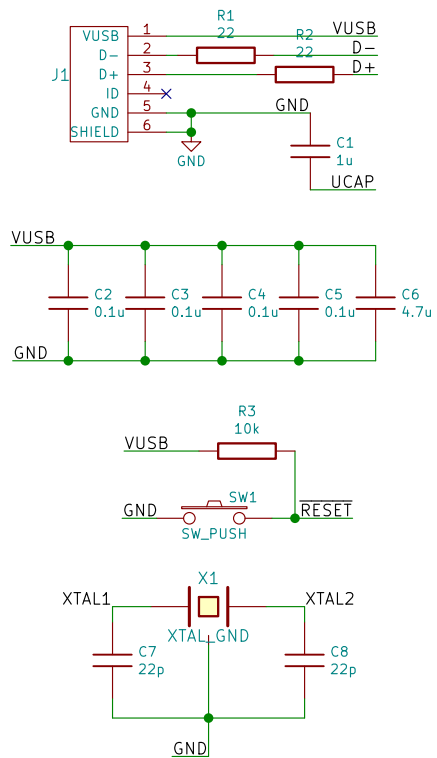 R1
VUSB 1 22 VUSB
R2
D- 2 22 D-
J1 D+ 3 D+
ID 4
GND 5 GND
SHIELD 6
C1
GND 1u
UCAP
VUSB
C2 C3 C4 C5 C6
0.1u 0.1u 0.1u 0.1u 4.7u
GND
R3
10k
VUSB
SW1
GND RESET
SW_PUSH
X1
XTAL1 XTAL2
XTAL_GND
C7 C8
22p 22p
GND